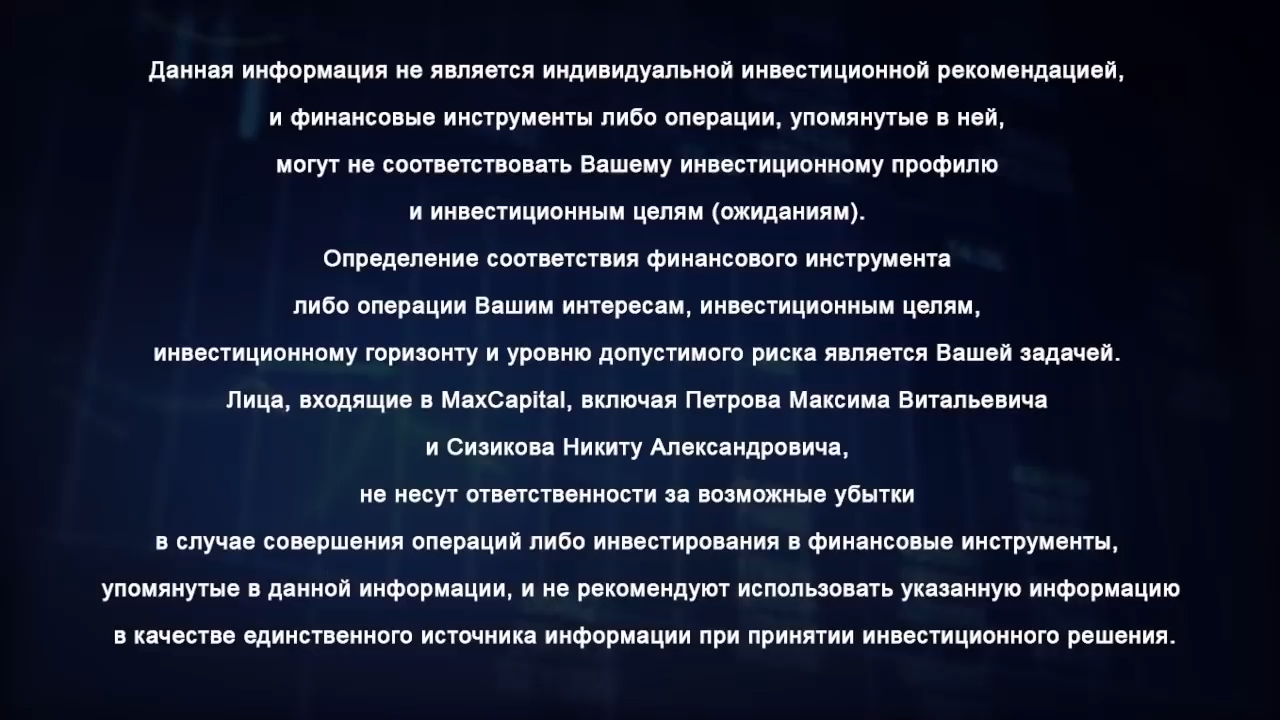 Данная информация не является индивидуальной инвестиционной рекомендацией,
и финансовые инструменты либо операции, упомянутые в ней,
могут не соответствовать Вашему инвестиционному профилю
и инвестиционным целям (ожиданиям).
Определение соответствия финансового инструмента
либо операции Вашим интересам, инвестиционным целям,
инвестиционному горизонту и уровню допустимого риска является Вашей задачей.
Лица, входящие в MaxCapital, включая Петрова Максима Витальевича
и Сизикова Никиту Александровича,
не несут ответственности за возможные убытки
в случае совершения операций либо инвестирования в финансовые инструменты,
упомянутые в данной информации, и не рекомендуют использовать указанную информацию
в качестве единственного источника информации при принятии инвестиционного решения.